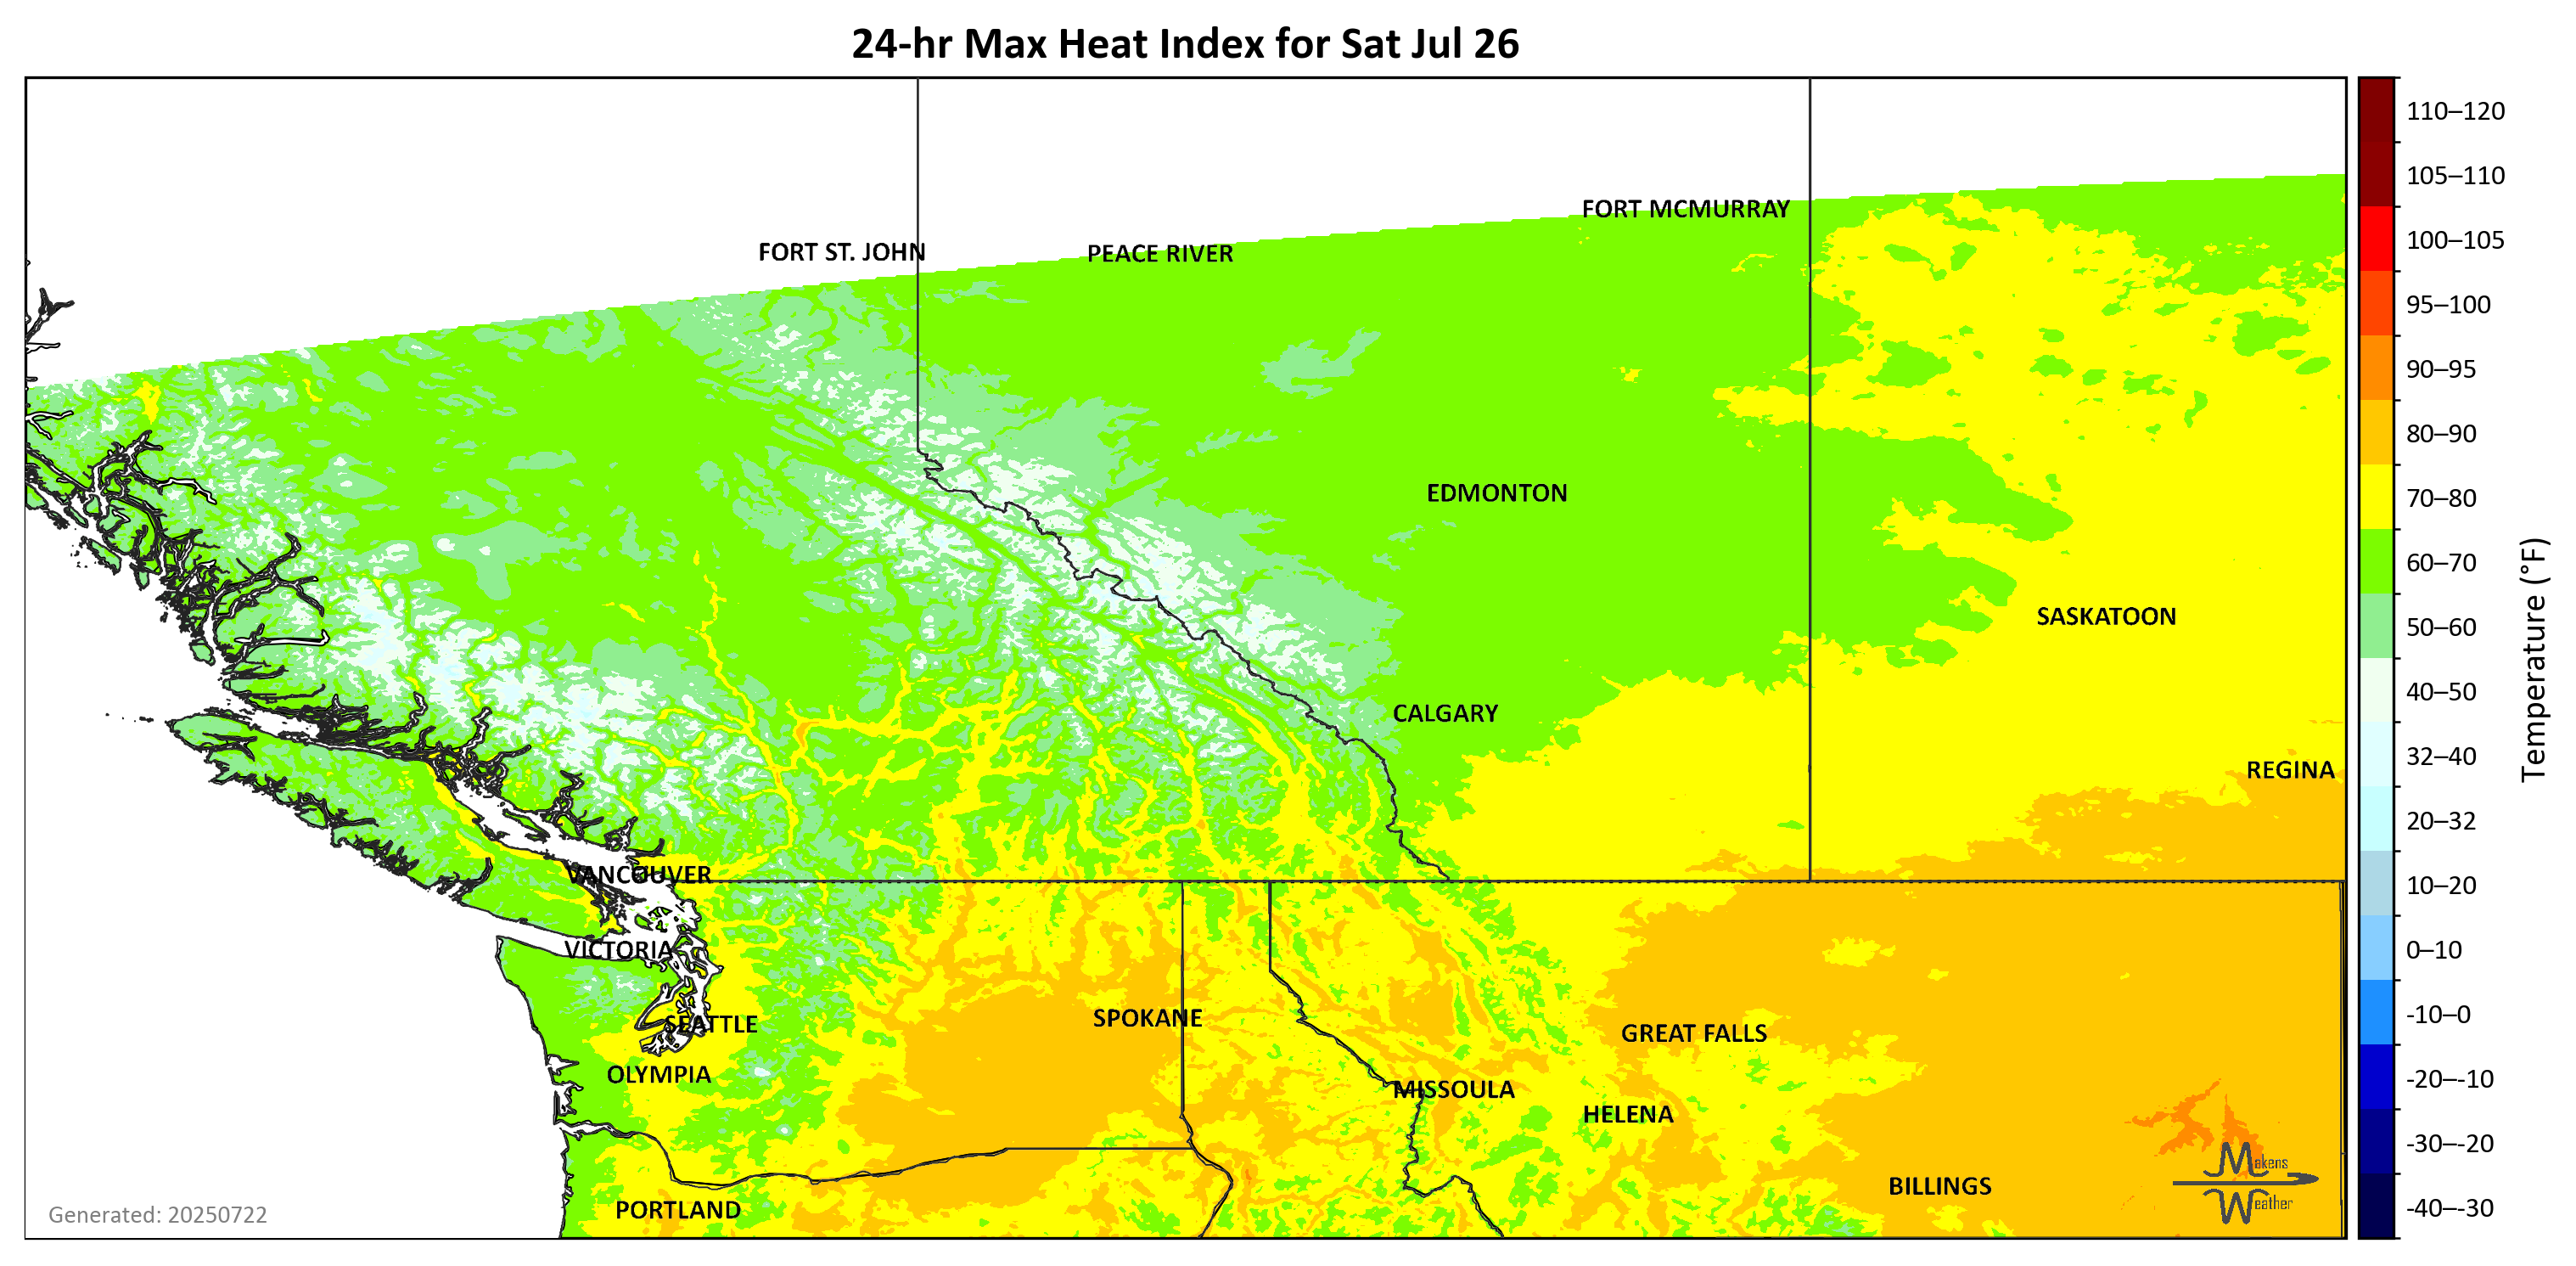 24-hr Max Heat Index for Sat Jul 26
110–120
105–110
FORT MCMURRAY
100–105
FORT ST. JOHN
PEACE RIVER
95–100
90–95
80–90
EDMONTON
70–80
60–70
SASKATOON
50–60
Temperature (°F)
40–50
CALGARY
32–40
REGINA
20–32
VANCOUVER
10–20
VICTORIA
0–10
SEATTLE
SPOKANE
GREAT FALLS
-10–0
OLYMPIA
MISSOULA
-20–-10
HELENA
-30–-20
Makens
Weather
BILLINGS
PORTLAND
-40–-30
Generated: 20250722